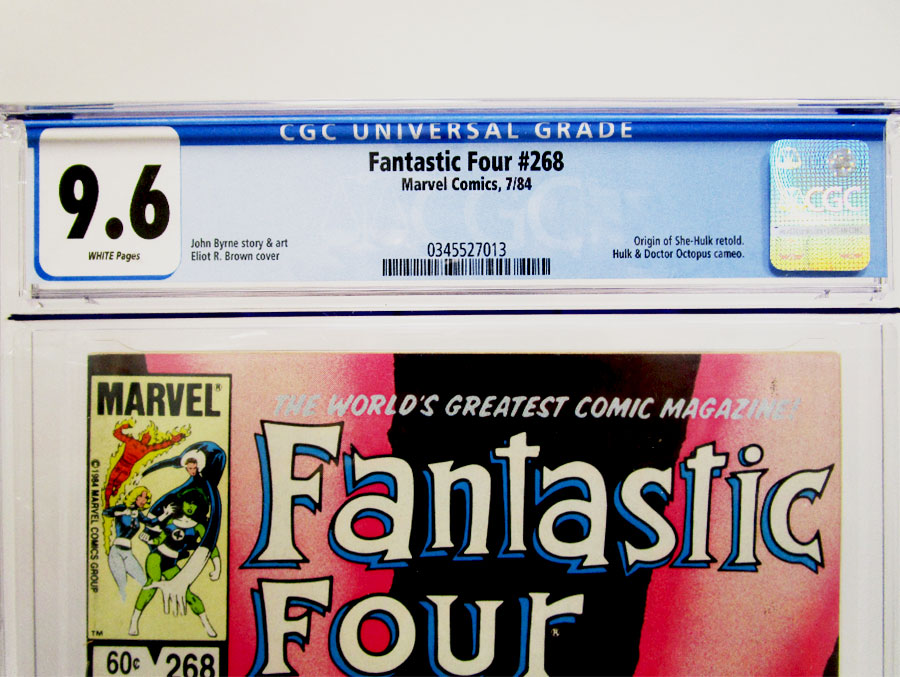 CGC UNIVERSAL GRADE
9.6
WHITE Pages
Fantastic Four #268
Marvel Comics, 7/84
John Byrne story & art
Eliot R. Brown cover
0345527013
Origin of She-Hulk retold.
Hulk & Doctor Octopus cameo.
CGC
CGC
MARVEL®
©1984 MARVEL COMICS GROUP
TM
60¢ 268
THE WORLD'S GREATEST COMIC MAGAZINE!
Fantastic
Four
®